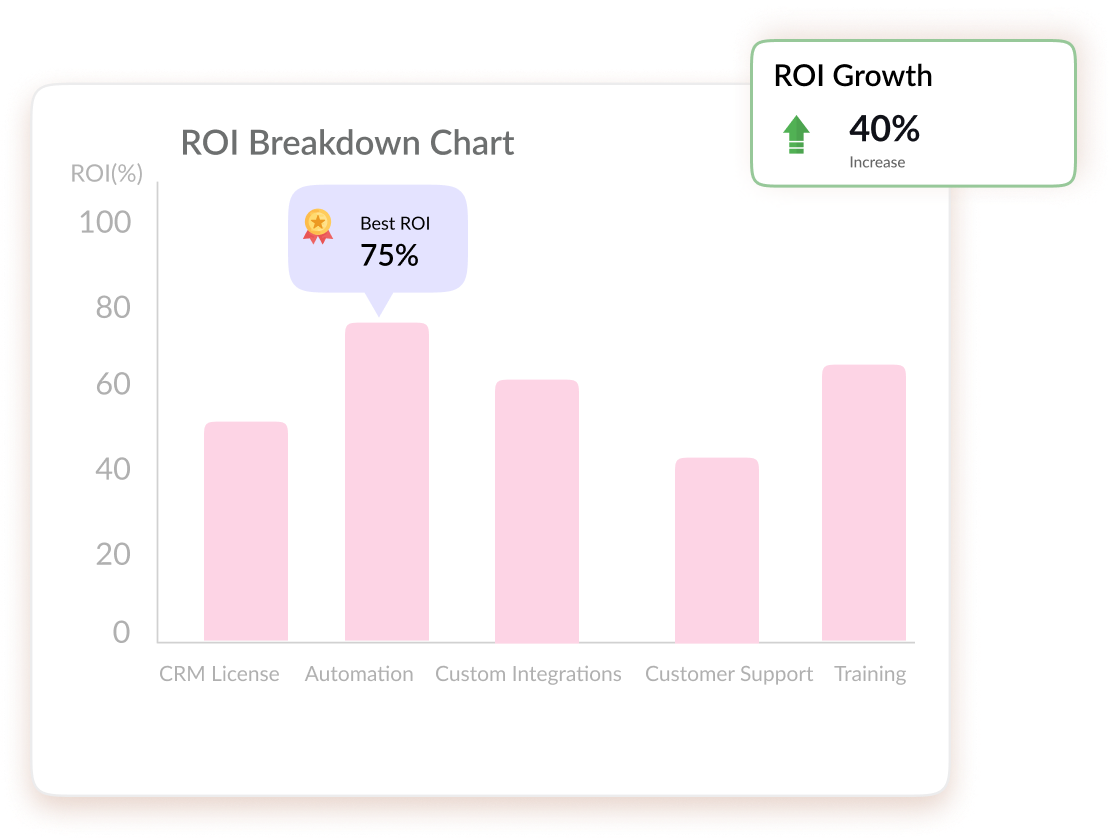 ROI Growth
40%
Increase
ROI Breakdown Chart
ROI(%)
100
80
60
40
20
0
Best ROI
75%
CRM License
Automation
Custom Integrations
Customer Support
Training